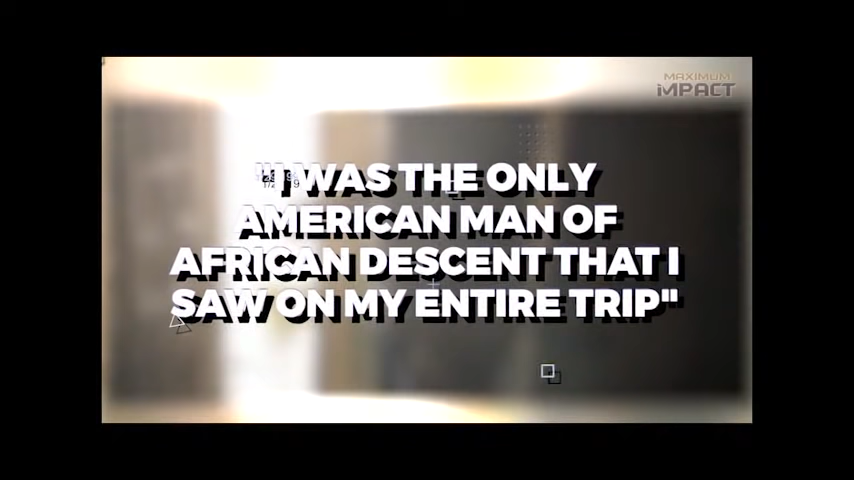 MAXIMUM
IMPACT
"I WAS THE ONLY
AMERICAN MAN OF
AFRICAN DESCENT THAT I
SAW ON MY ENTIRE TRIP"